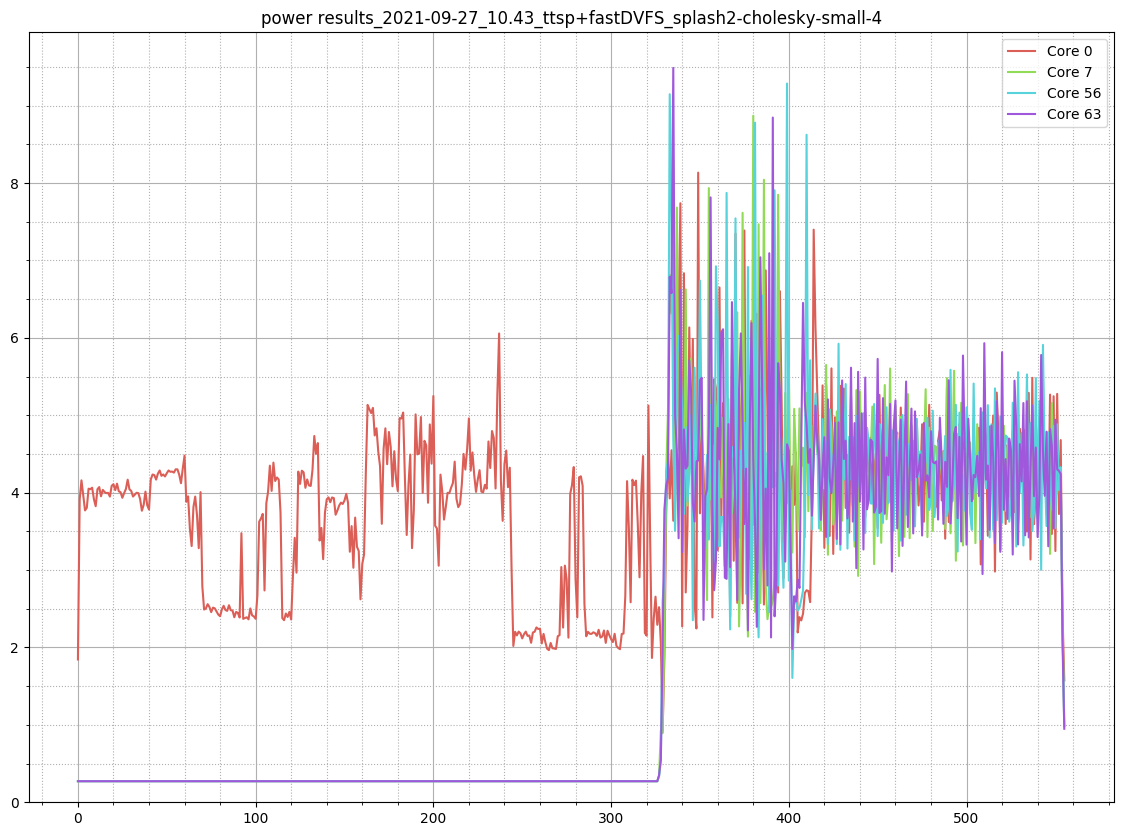 power results_2021-09-27_10.43_ttsp+fastDVFS_splash2-cholesky-small-4
Core 0
Core 7
Core 56
Core 63
8
6
4
2
0
0 100 200 300 400 500